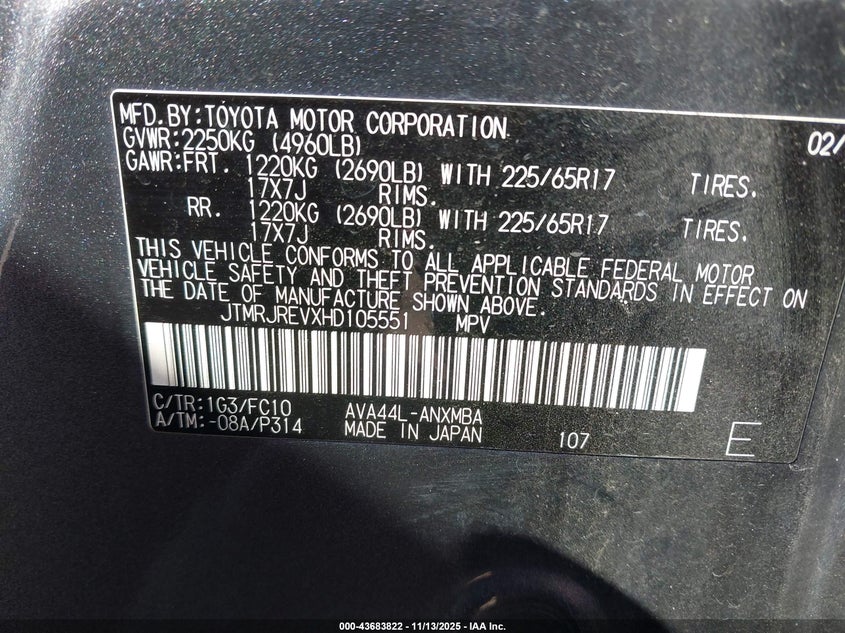 MFD.BY:TOYOTA MOTOR CORPORATION 02/
GVWR:2250KG (4960LB)
GAWR:FRT. 1220KG (2690LB) WITH 225/65R17 TIRES.
17X7J RIMS.
RR. 1220KG (2690LB) WITH 225/65R17 TIRES.
17X7J RIMS.
THIS VEHICLE CONFORMS TO ALL APPLICABLE FEDERAL MOTOR
VEHICLE SAFETY AND THEFT PREVENTION STANDARDS IN EFFECT ON
THE DATE OF MANUFACTURE SHOWN ABOVE.
JTMRJREVXHD105551 MPV
C/TR:1G3/FC10 AVA44L-ANXMBA
A/TM:-08A/P314 MADE IN JAPAN 107 E
000-43683822 - 11/13/2025 - IAA Inc.